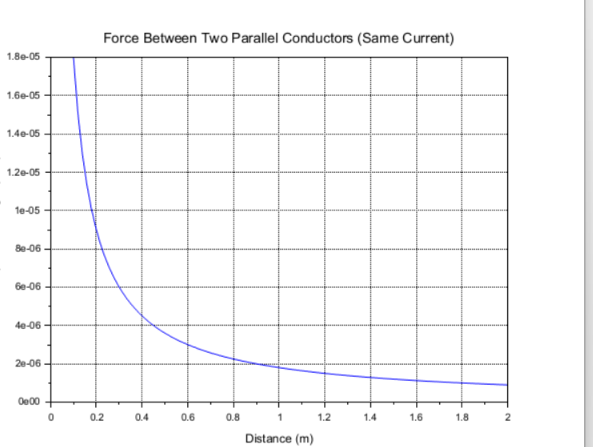 Force Between Two Parallel Conductors (Same Current)
1.8e-05
1.6e-05
1.4e-05
1.2e-05
1e-05
8e-06
6e-06
4e-06
2e-06
0e00
0 0.2 0.4 0.6 0.8 1 1.2 1.4 1.6 1.8 2
Distance (m)